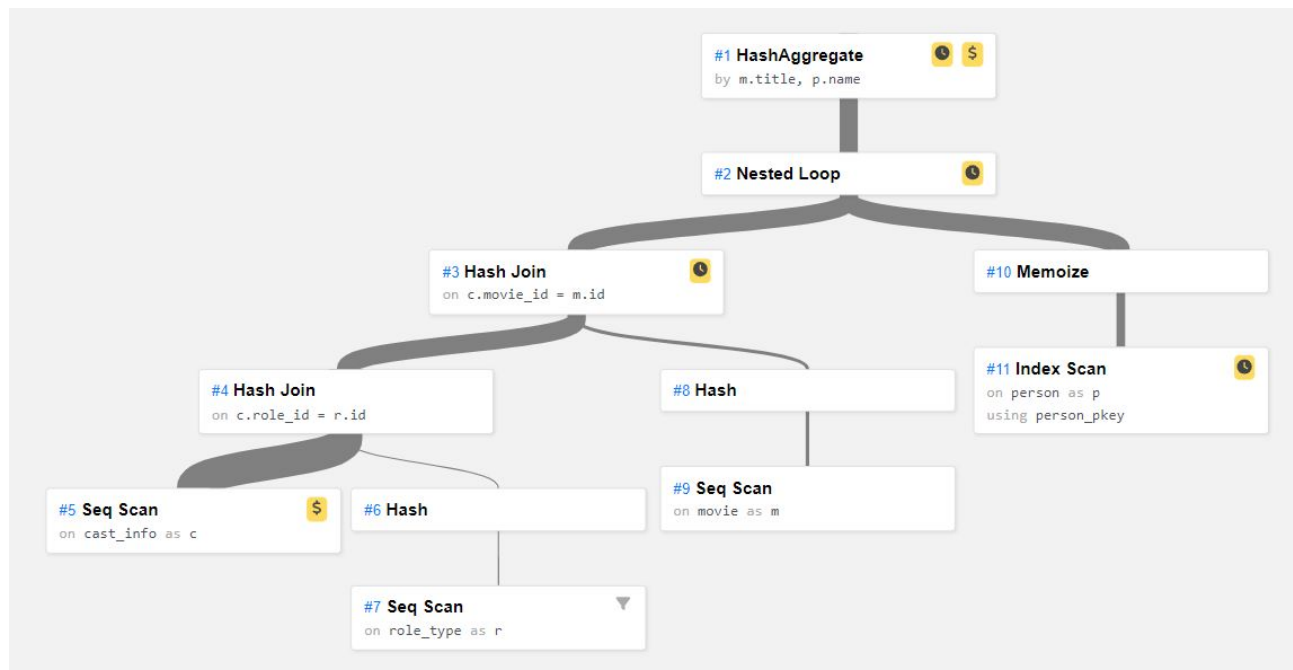 #1 HashAggregate $
by m.title, p.name
#2 Nested Loop
#3 Hash Join
on c.movie_id = m.id
#10 Memoize
#4 Hash Join
on c.role_id = r.id
#8 Hash
#11 Index Scan
on person as p
using person_pkey
#5 Seq Scan $
on cast_info as c
#6 Hash
#9 Seq Scan
on movie as m
#7 Seq Scan
on role_type as r